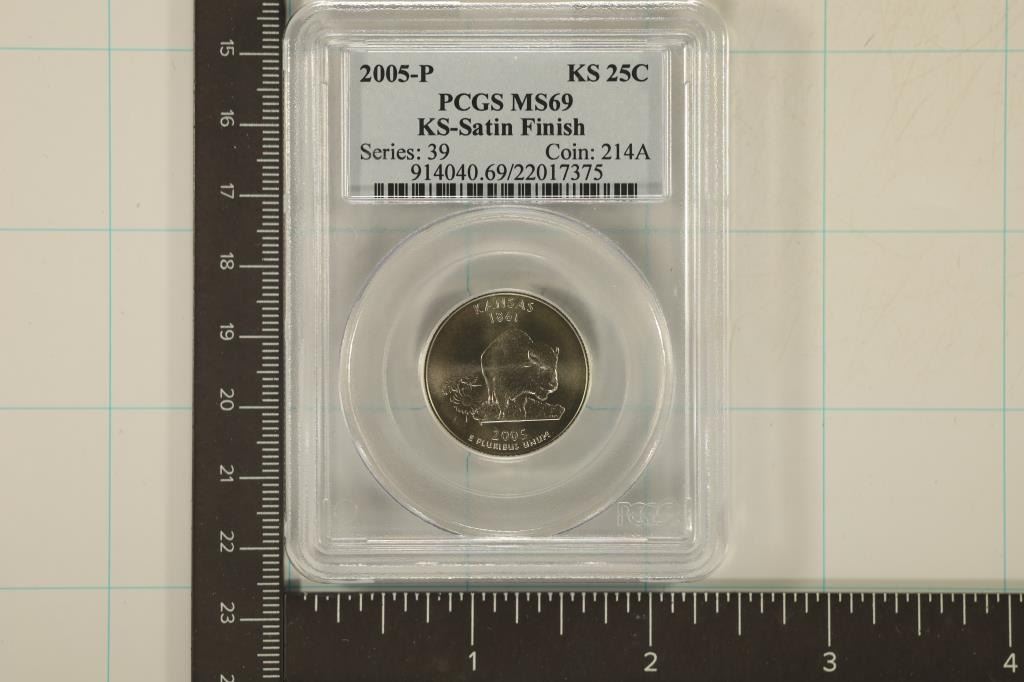 2005-P KS 25C
PCGS MS69
KS-Satin Finish
Series: 39 Coin: 214A
914040.69/22017375
KANSAS
1861
2005
E PLURIBUS UNUM
PCGS
15
16
17
18
19
20
21
22
23
1 2 3 4